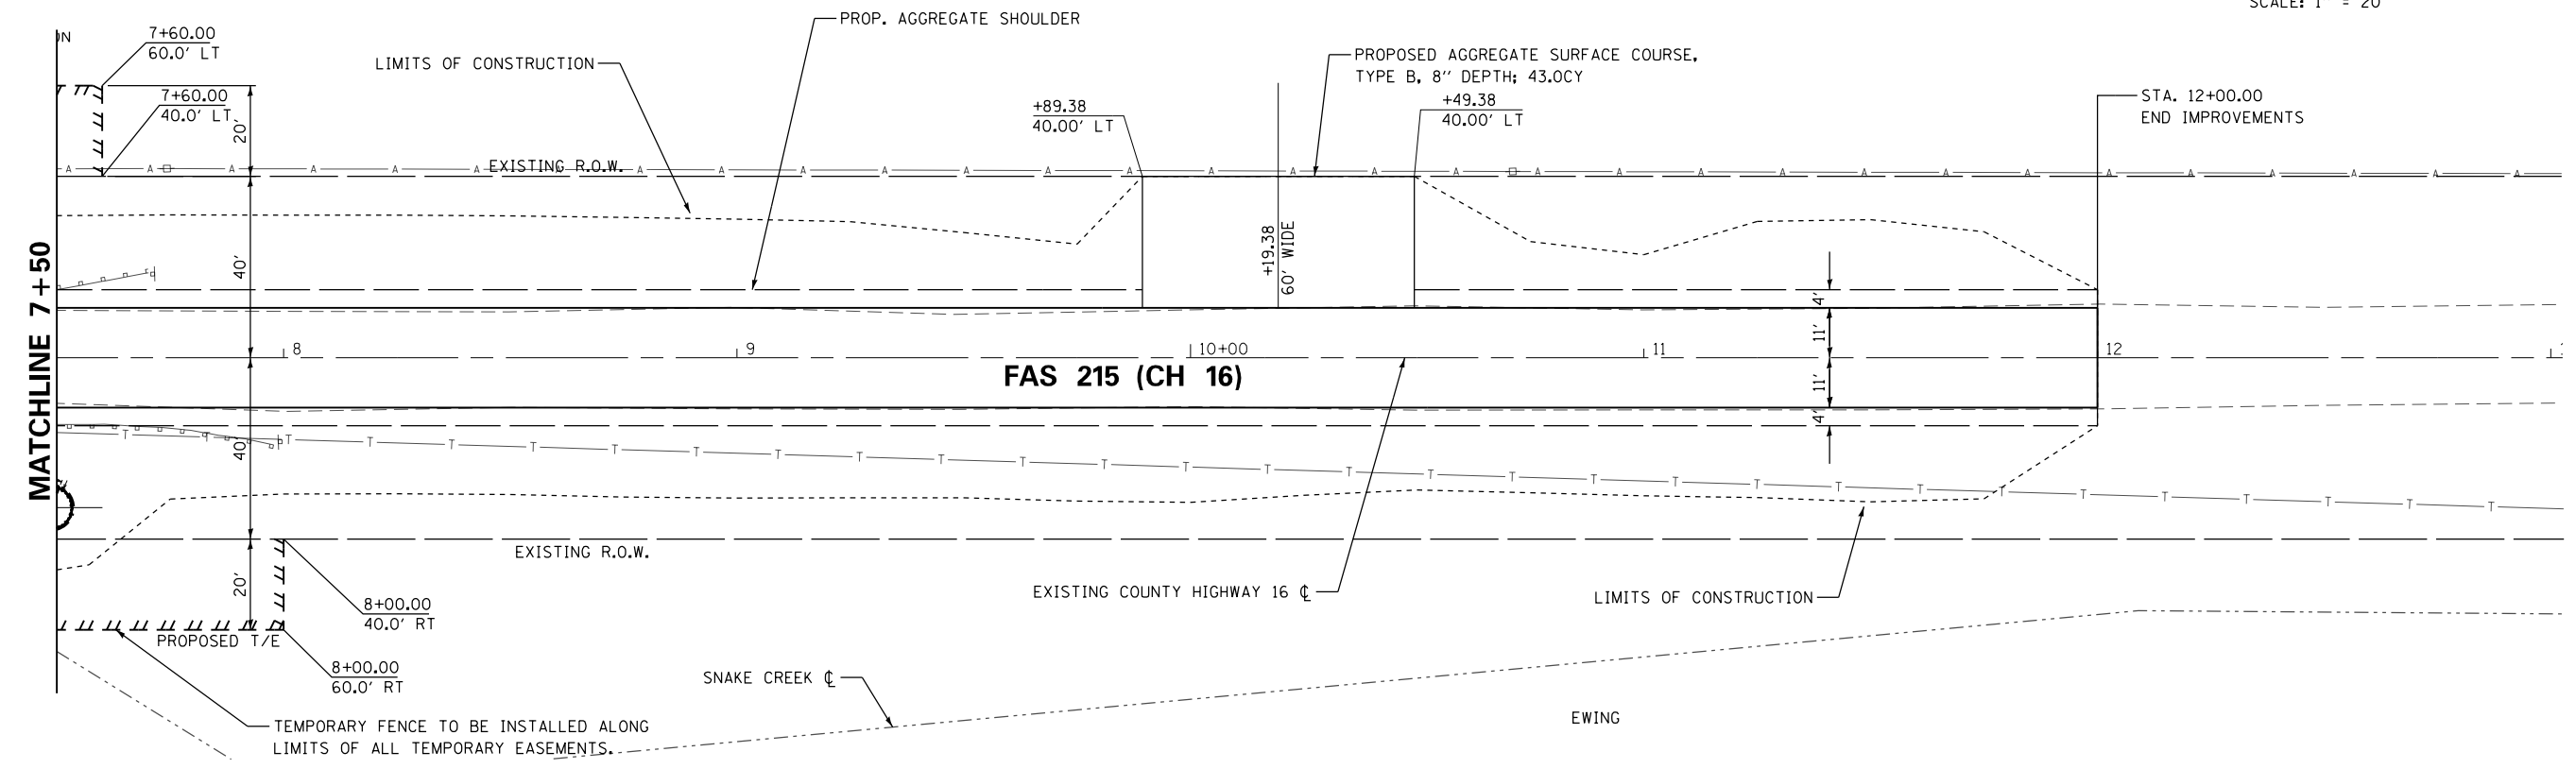 SCALE: 1" = 20
7+60.00
60.0' LT
7+60.00
40.0' LT
20'
LIMITS OF CONSTRUCTION
PROP. AGGREGATE SHOULDER
PROPOSED AGGREGATE SURFACE COURSE,
TYPE B, 8'' DEPTH; 43.0CY
+89.38
40.00' LT
+49.38
40.00' LT
STA. 12+00.00
END IMPROVEMENTS
A A A A A A A A A A A A A A A A A A A A A A A A A A A A A A A
EXISTING R.O.W.
MATCHLINE 7+50
40'
+19.38
60' WIDE
4'
11'
8
9
10+00
11
12
FAS 215 (CH 16)
11'
4'
40'
T T T T T T T T T T T T T T T T T T T T T T T T T T T T T T
EXISTING R.O.W.
20'
8+00.00
40.0' RT
EXISTING COUNTY HIGHWAY 16 ℄
LIMITS OF CONSTRUCTION
PROPOSED T/E
8+00.00
60.0' RT
SNAKE CREEK ℄
EWING
TEMPORARY FENCE TO BE INSTALLED ALONG
LIMITS OF ALL TEMPORARY EASEMENTS.